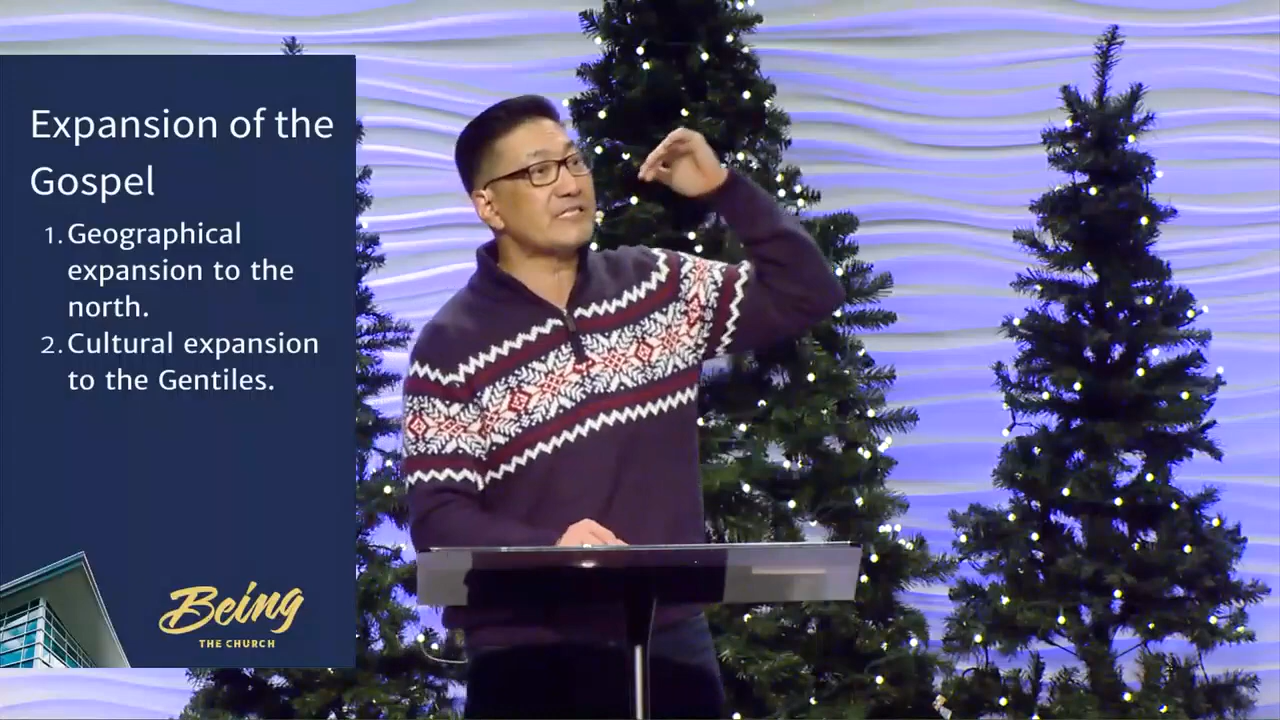 Expansion of the
Gospel
1. Geographical
expansion to the
north.
2. Cultural expansion
to the Gentiles.
Being
THE CHURCH